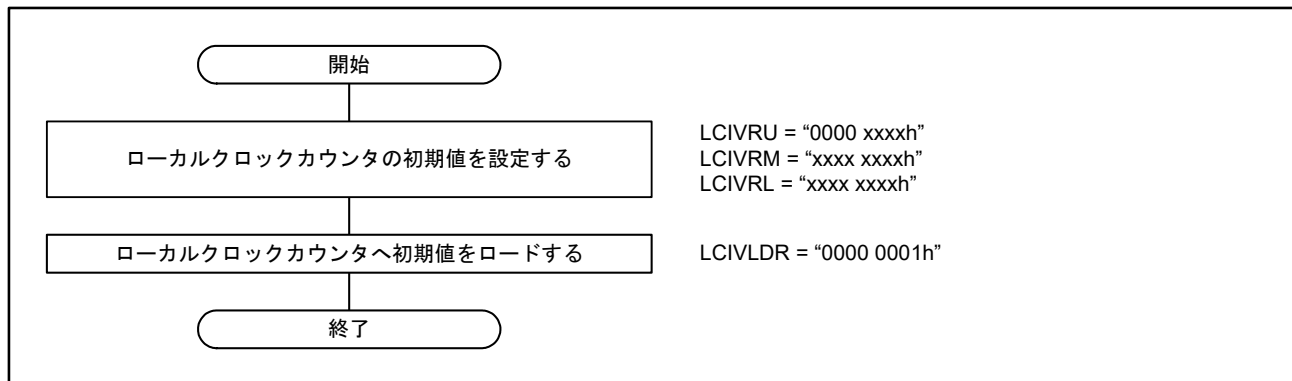 開始
ローカルクロックカウンタの初期値を設定する
LCIVRU = “0000 xxxxh”
LCIVRM = “xxxx xxxxh”
LCIVRL = “xxxx xxxxh”
ローカルクロックカウンタへ初期値をロードする
LCIVLDR = “0000 0001h”
終了